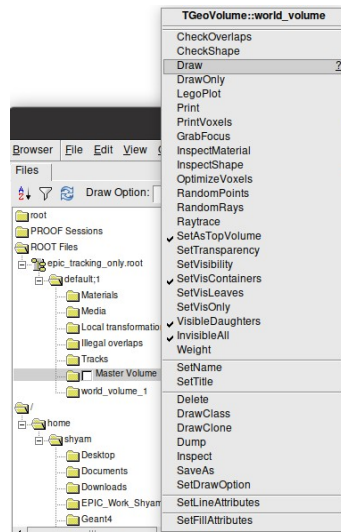 TGeoVolume::world_volume
CheckOverlaps
CheckShape
Draw ?
DrawOnly
LegoPlot
Print
PrintVoxels
GrabFocus
InspectMaterial
InspectShape
OptimizeVoxels
RandomPoints
RandomRays
Raytrace
SetAsTopVolume
SetTransparency
SetVisibility
SetVisContainers
SetVisLeaves
SetVisOnly
VisibleDaughters
InvisibleAll
Weight
SetName
SetTitle
Delete
DrawClass
DrawClone
Dump
Inspect
SaveAs
SetDrawOption
SetLineAttributes
SetFillAttributes
Browser File Edit View
Files
Draw Option:
root
PROOF Sessions
ROOT Files
epic_tracking_only.root
default;1
Materials
Media
Local transformatio
Illegal overlaps
Tracks
Master Volume
world_volume_1
/
home
shyam
Desktop
Documents
Downloads
EPIC_Work_Shyam
Geant4